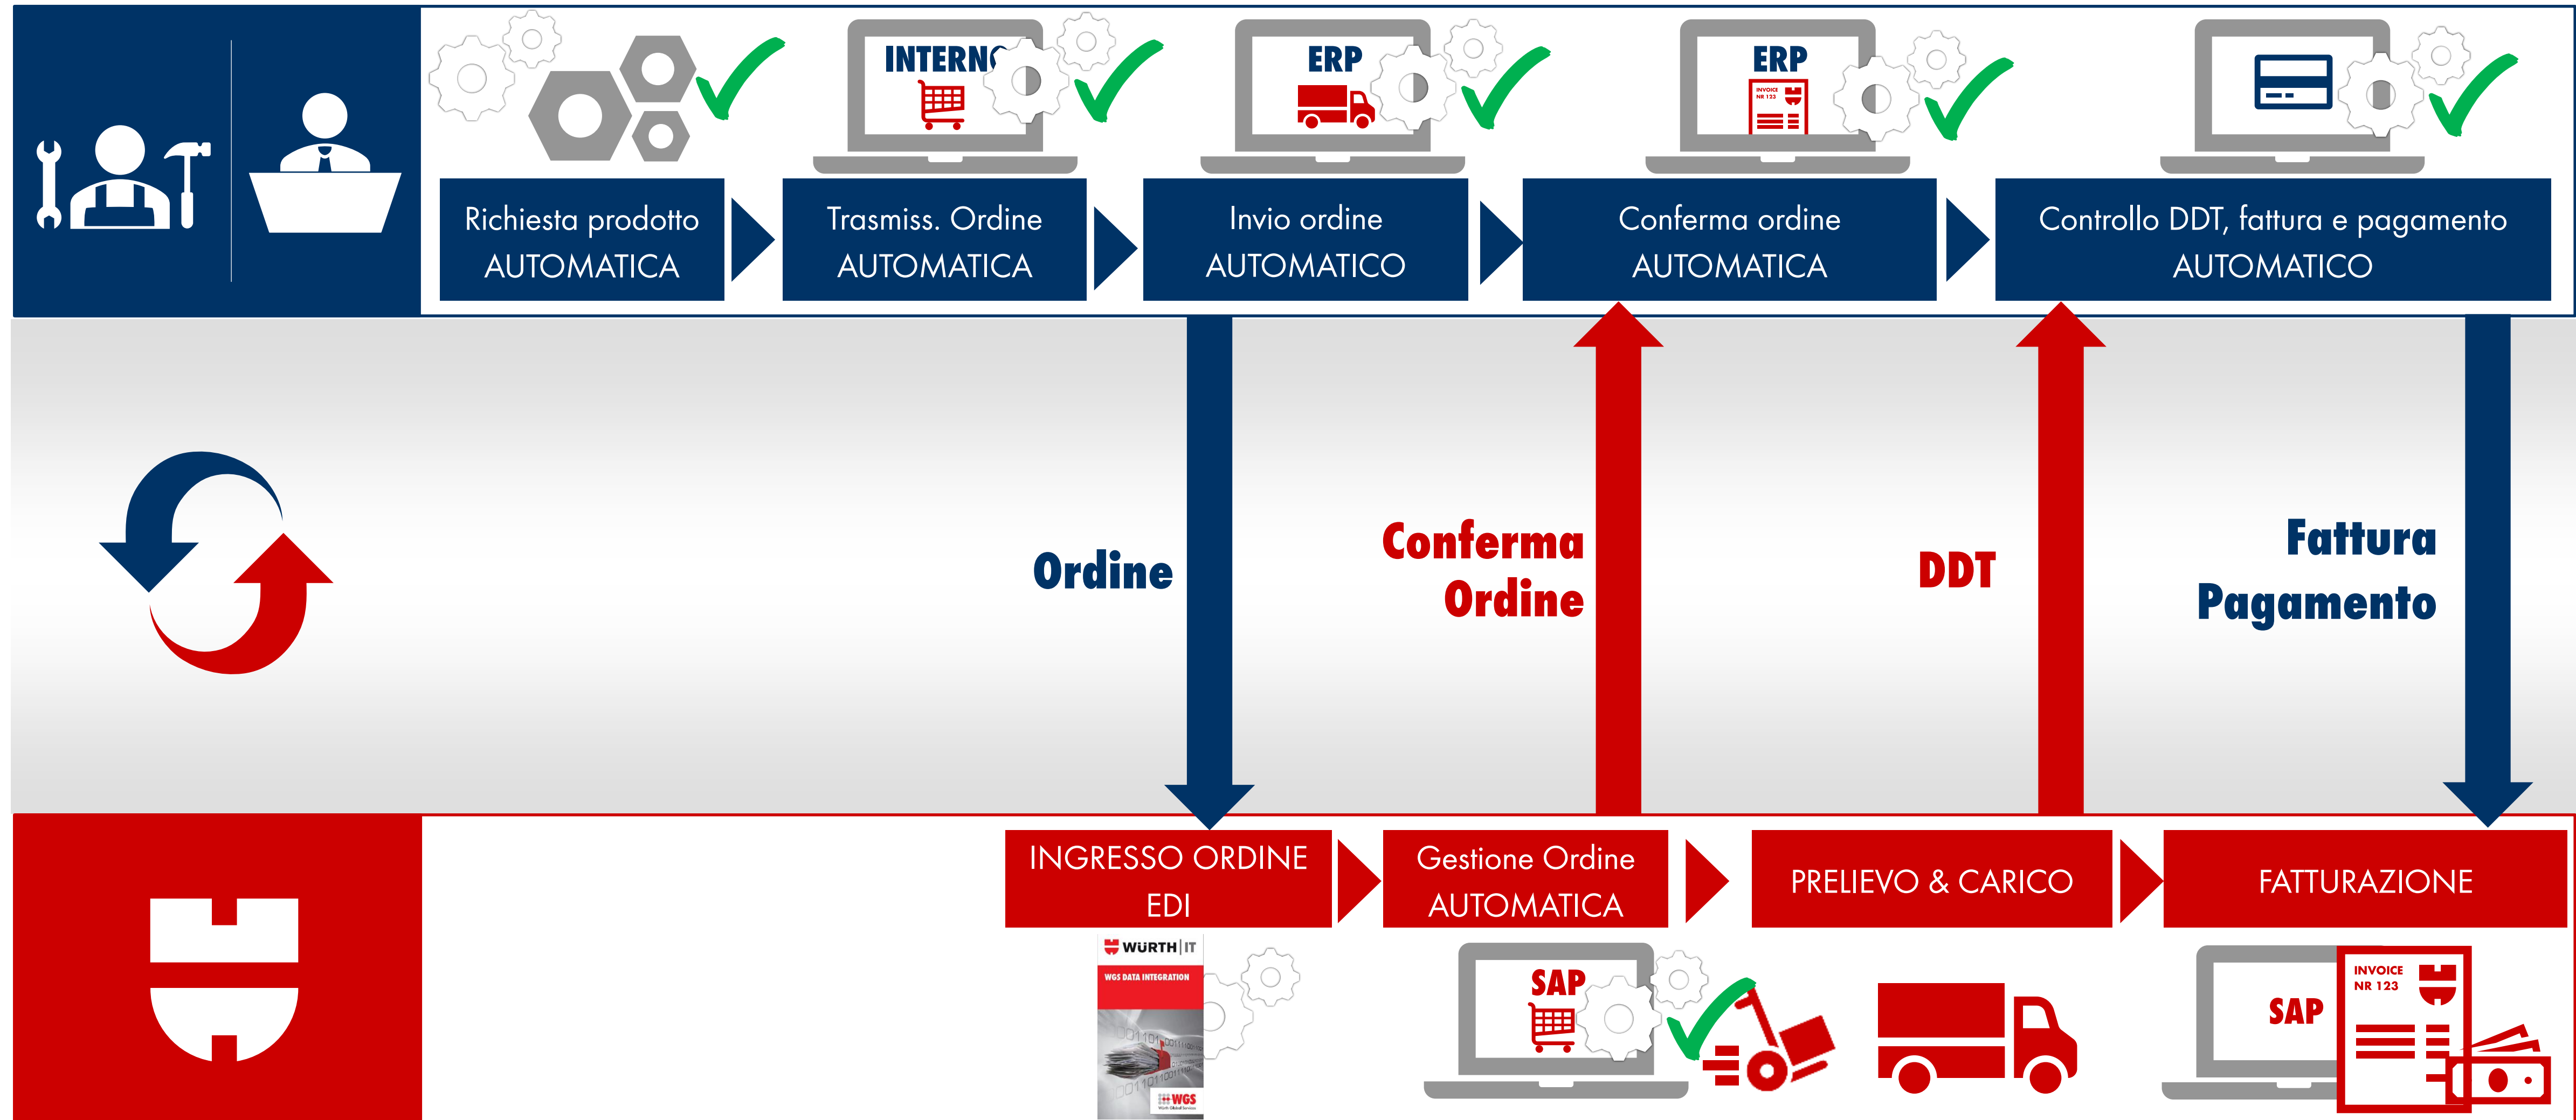 INTERN
ERP
ERP
INVOICE
NR 123
Richiesta prodotto
AUTOMATICA
Trasmiss. Ordine
AUTOMATICA
Invio ordine
AUTOMATICO
Conferma ordine
AUTOMATICA
Controllo DDT, fattura e pagamento
AUTOMATICO
Ordine
Conferma
Ordine
DDT
Fattura
Pagamento
INGRESSO ORDINE
EDI
Gestione Ordine
AUTOMATICA
PRELIEVO & CARICO
FATTURAZIONE
WÜRTH IT
WGS DATA INTEGRATION
WGS
SAP
SAP
INVOICE
NR 123